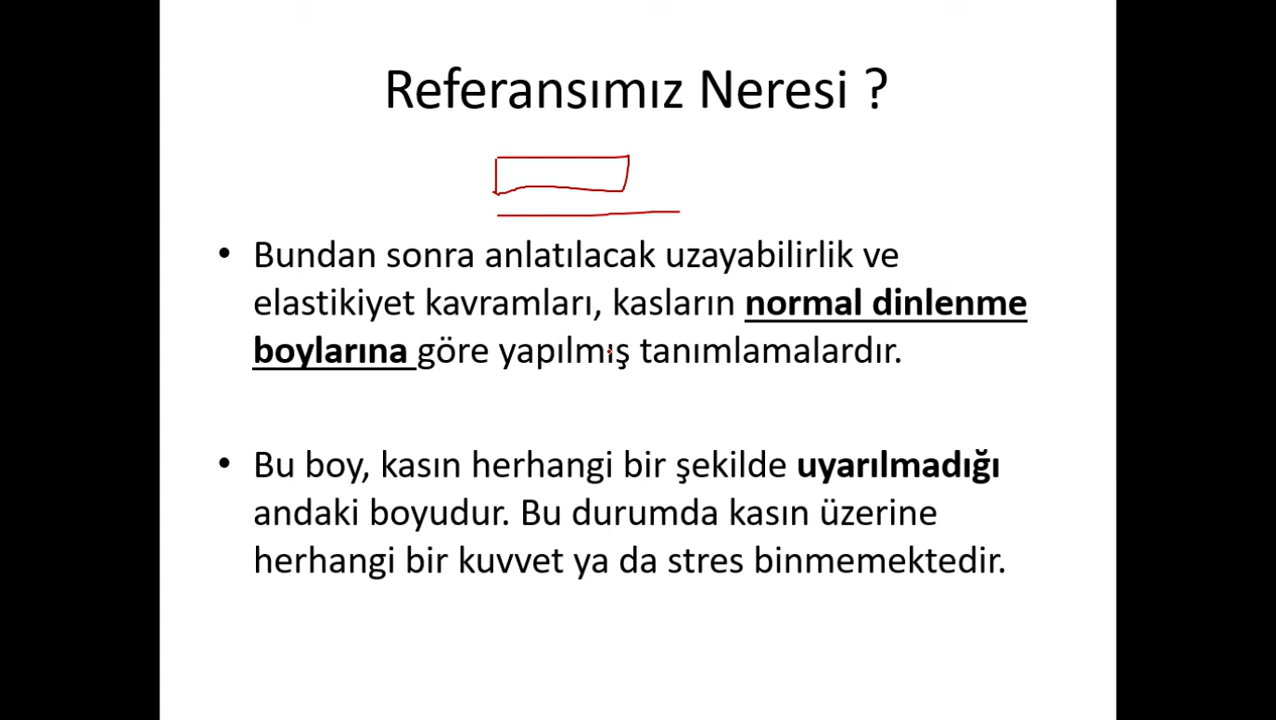 Referansımız Neresi ?
• Bundan sonra anlatılacak uzayabilirlik ve
elastikiyet kavramları, kasların normal dinlenme
boylarına göre yapılmış tanımlamalardır.
• Bu boy, kasın herhangi bir şekilde uyarılmadığı
andaki boyudur. Bu durumda kasın üzerine
herhangi bir kuvvet ya da stres binmemektedir.